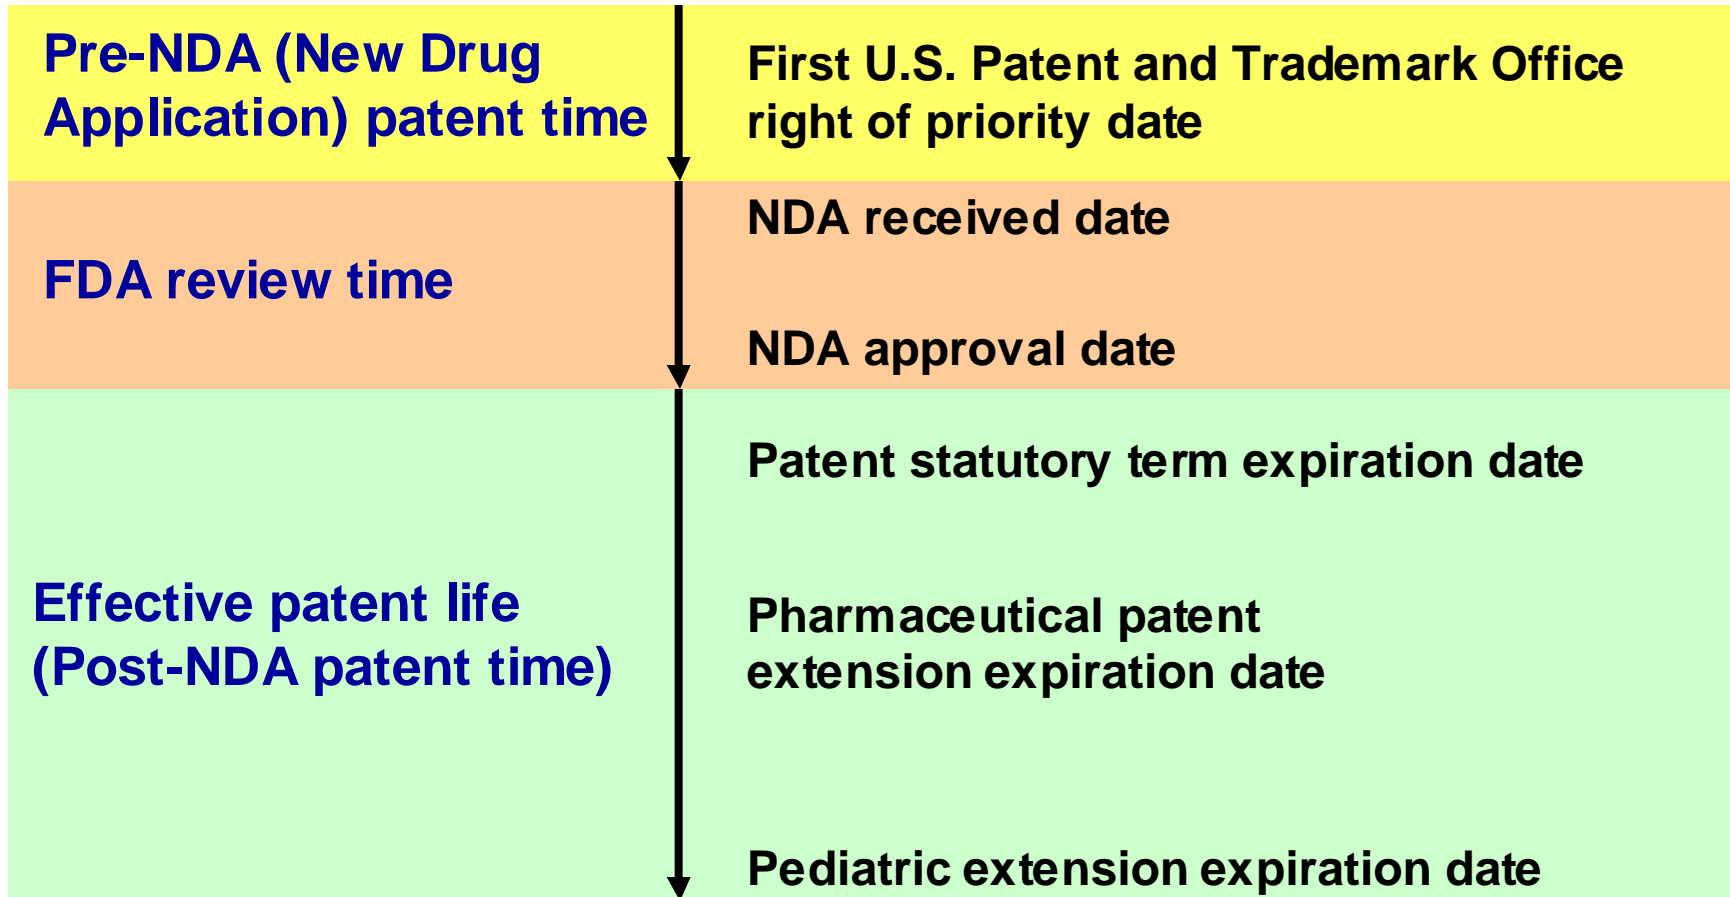 Pre-NDA (New Drug
Application) patent time
First U.S. Patent and Trademark Office
right of priority date
FDA review time
NDA received date
NDA approval date
Effective patent life
(Post-NDA patent time)
Patent statutory term expiration date
Pharmaceutical patent
extension expiration date
Pediatric extension expiration date